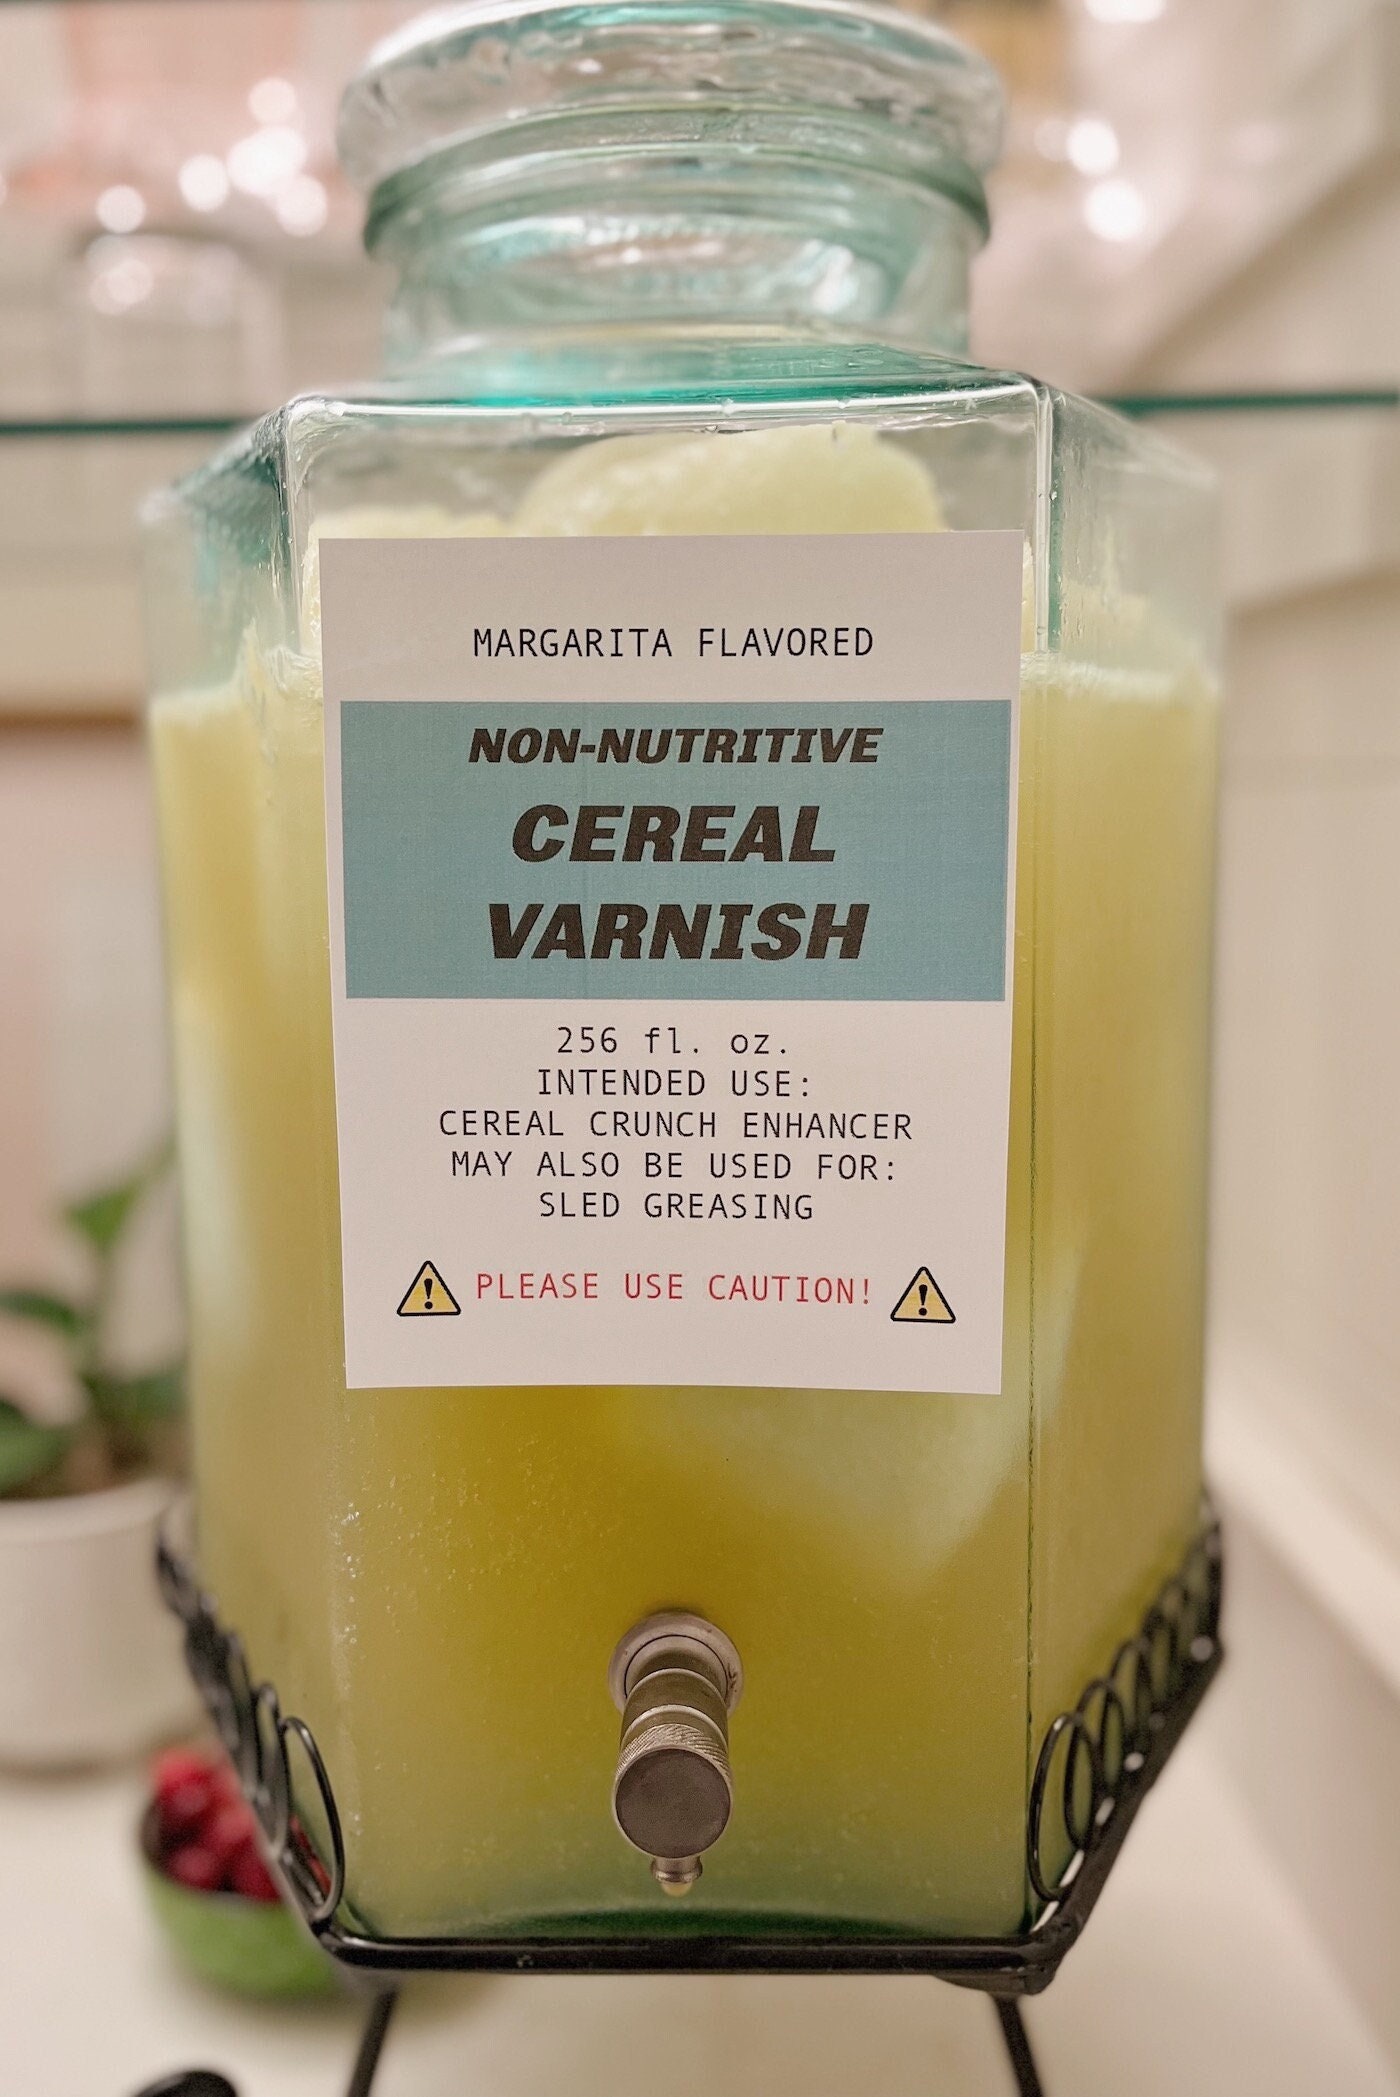 MARGARITA FLAVORED
NON-NUTRITIVE
CEREAL
VARNISH
256 fl. oz.
INTENDED USE:
CEREAL CRUNCH ENHANCER
MAY ALSO BE USED FOR:
SLED GREASING
PLEASE USE CAUTION!